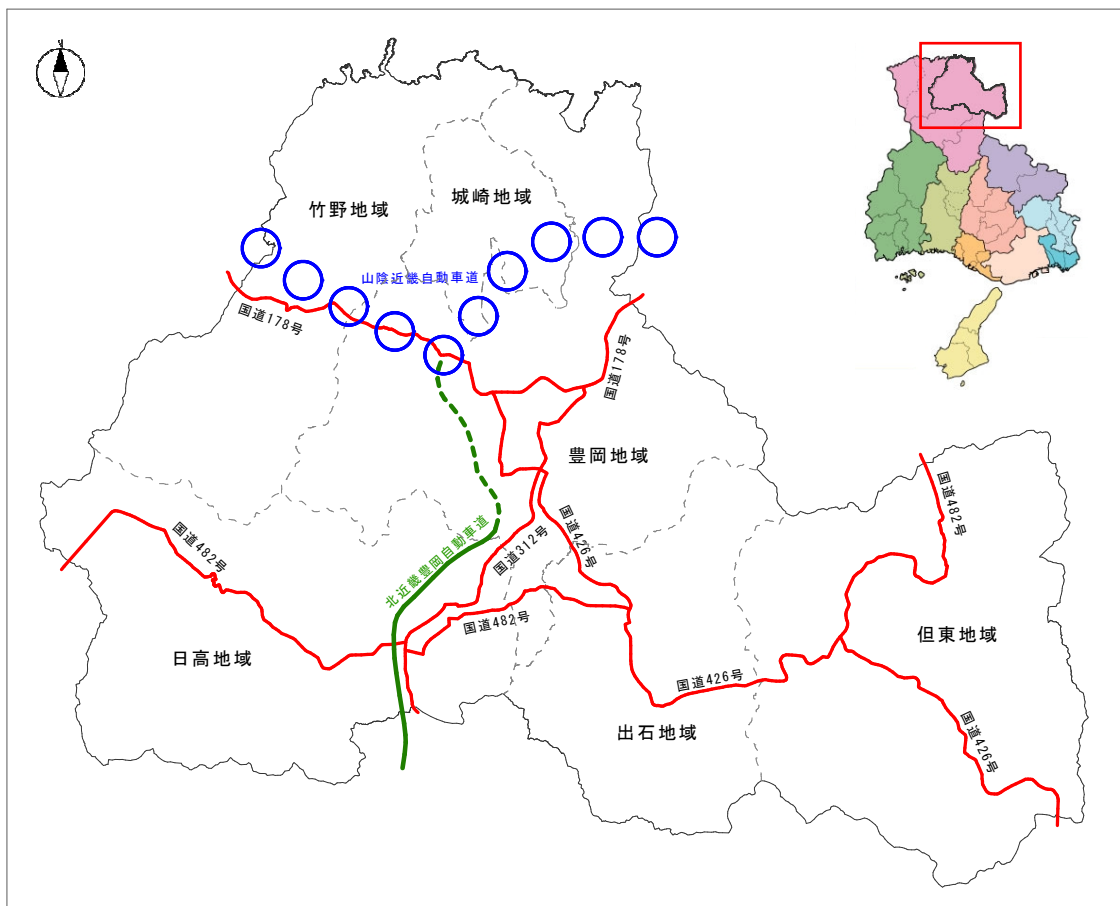 城崎地域
竹野地域
山陰近畿自動車道
国道178号
国道178号
豊岡地域
国道482号
国道482号
国道426号
北近畿豊岡自動車道
国道312号
国道482号
但東地域
日高地域
国道426号
出石地域
国道426号